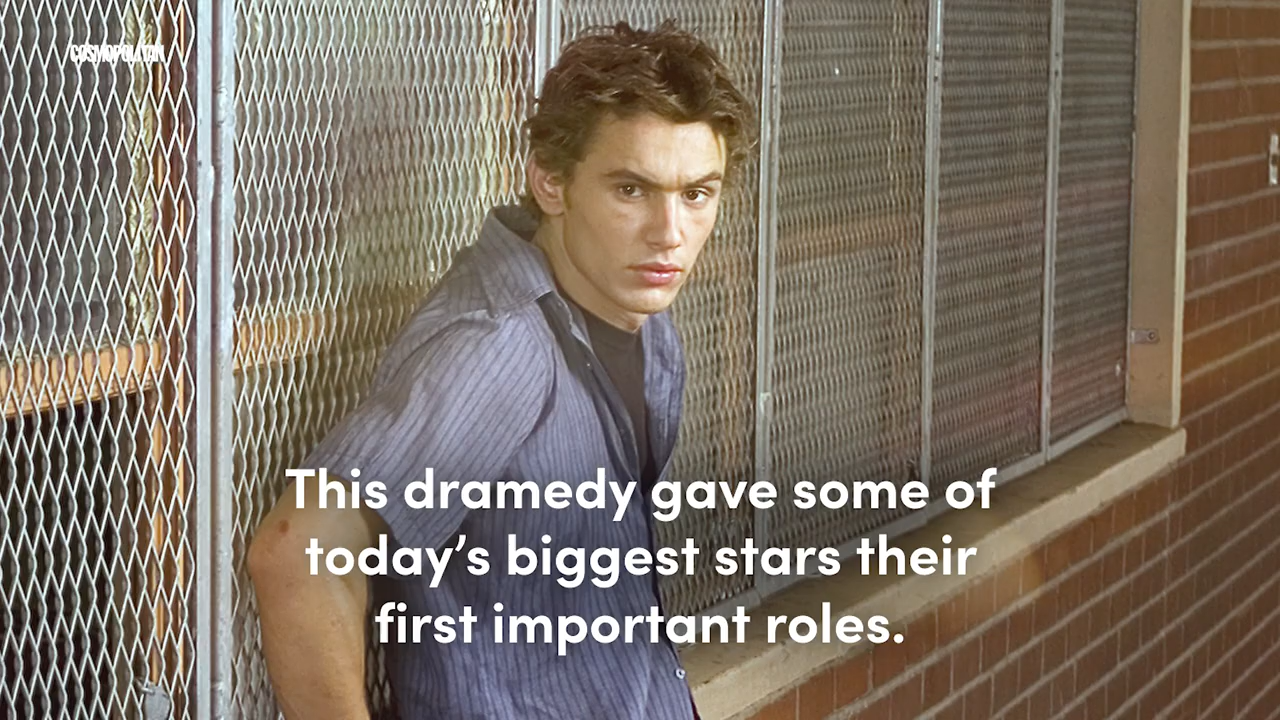 COSMOPOLITAN
This dramedy gave some of
today’s biggest stars their
first important roles.